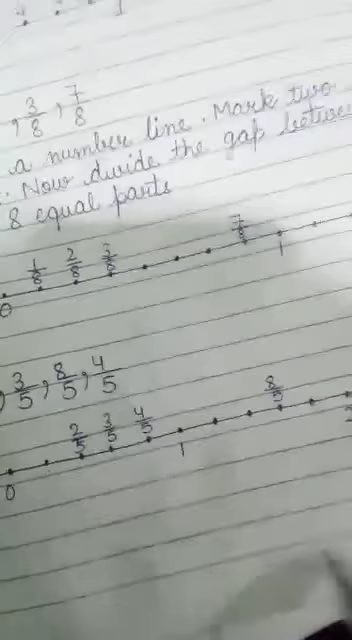 1
, 3/8 , 7/8
a number line. Mark two
Now divide the gap between
8 equal parts
0 1/8 2/8 3/8 7/8 1
, 3/5 , 8/5 , 4/5
0 2/5 3/5 4/5 1 8/5